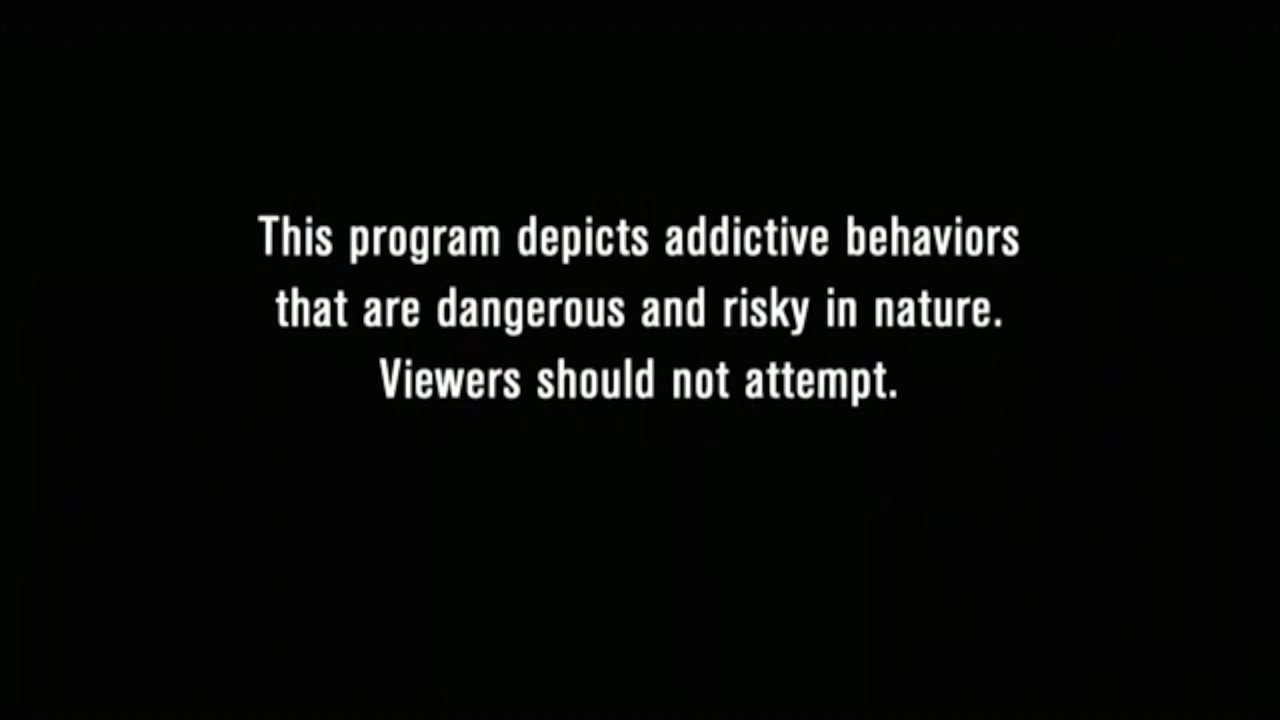 This program depicts addictive behaviors
that are dangerous and risky in nature.
Viewers should not attempt.